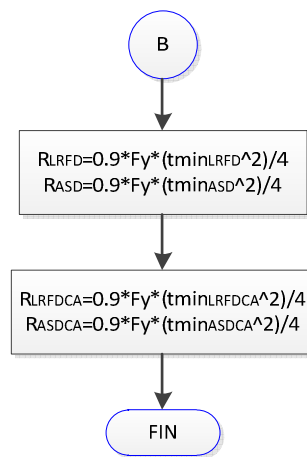 B
RLRFD=0.9*Fy*(tminLRFD^2)/4
RASD=0.9*Fy*(tminASD^2)/4
RLRFDCA=0.9*Fy*(tminLRFDCA^2)/4
RASDCA=0.9*Fy*(tminASDCA^2)/4
FIN